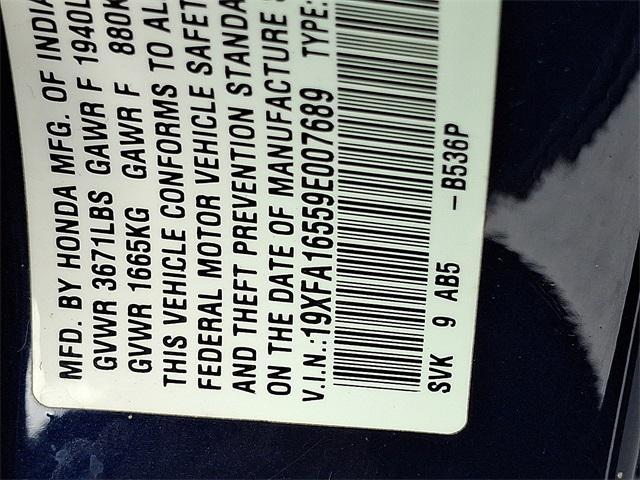 MFD. BY HONDA MFG. OF INDIA
GVWR 3671LBS GAWR F 1940L
GVWR 1665KG GAWR F 880K
THIS VEHICLE CONFORMS TO AL
FEDERAL MOTOR VEHICLE SAFET
AND THEFT PREVENTION STANDA
ON THE DATE OF MANUFACTURE
V.I.N.:19XFA16559E007689 TYPE:
SVK 9 AB5 -B536P